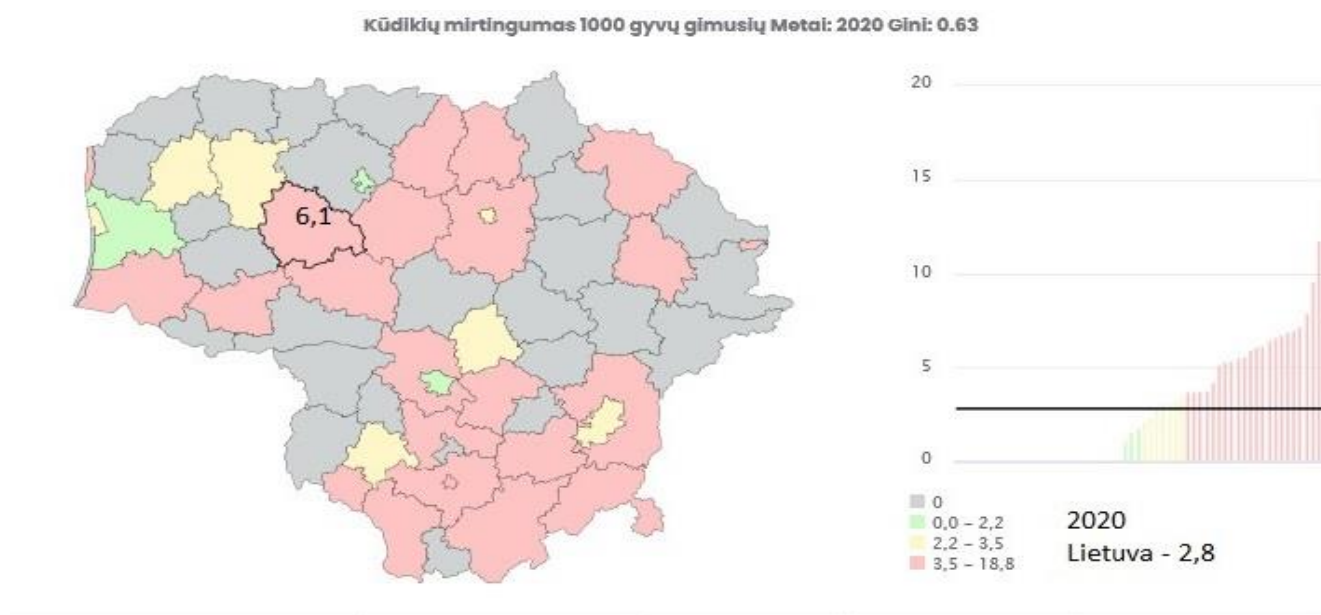 Kūdikių mirtingumas 1000 gyvų gimusių Metai: 2020 Gini: 0.63
20
15
10
5
0
6,1
0
0,0 – 2,2
2,2 – 3,5
3,5 – 18,8
2020
Lietuva - 2,8